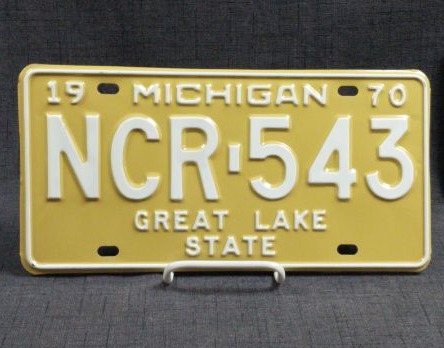 19 MICHIGAN 70
NCR-543
GREAT LAKE
STATE